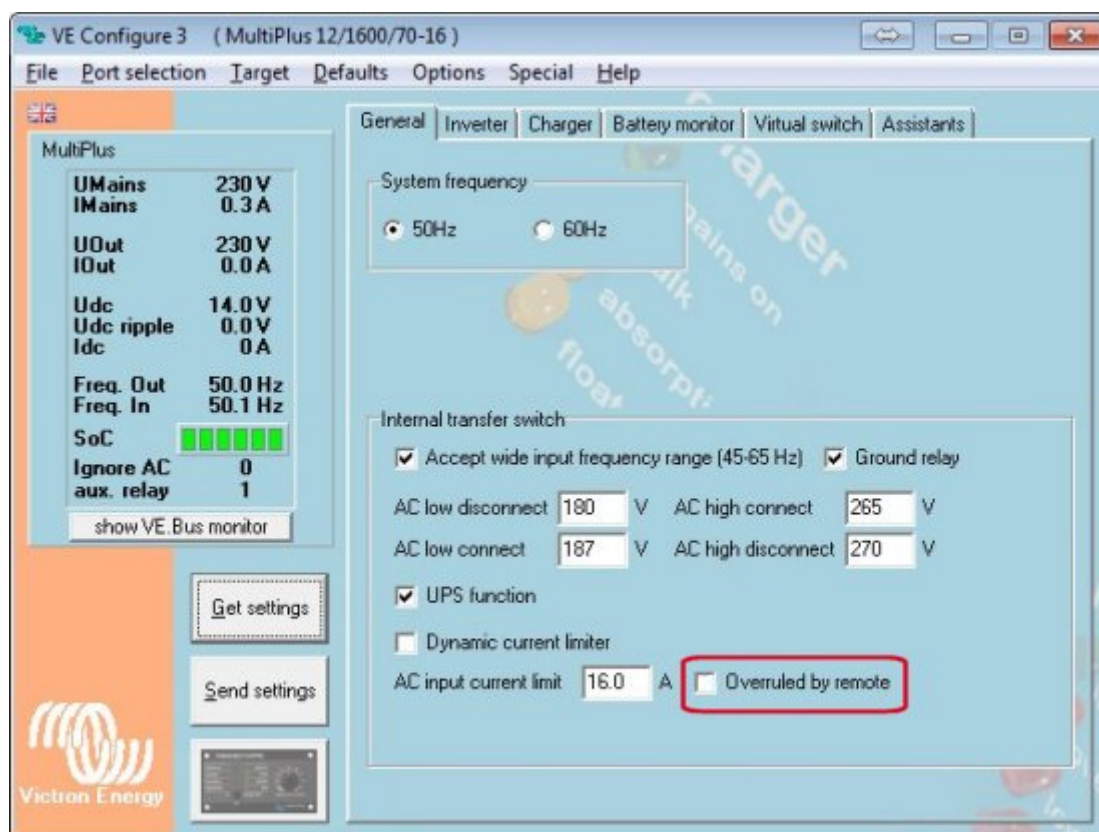 VE Configure 3 ( MultiPlus 12/1600/70-16 )
File Port selection Target Defaults Options Special Help
General Inverter Charger Battery monitor Virtual switch Assistants
MultiPlus
UMains 230 V
IMains 0.3 A
UOut 230 V
IOut 0.0 A
Udc 14.0 V
Udc ripple 0.0 V
Idc 0 A
Freq. Out 50.0 Hz
Freq. In 50.1 Hz
SoC
Ignore AC 0
aux. relay 1
show VE.Bus monitor
Get settings
Send settings
Victron Energy
System frequency
50Hz 60Hz
charger
mains on
bulk
absorpti
float
Internal transfer switch
Accept wide input frequency range (45-65 Hz) Ground relay
AC low disconnect 180 V AC high connect 265 V
AC low connect 187 V AC high disconnect 270 V
UPS function
Dynamic current limiter
AC input current limit 16.0 A Overruled by remote